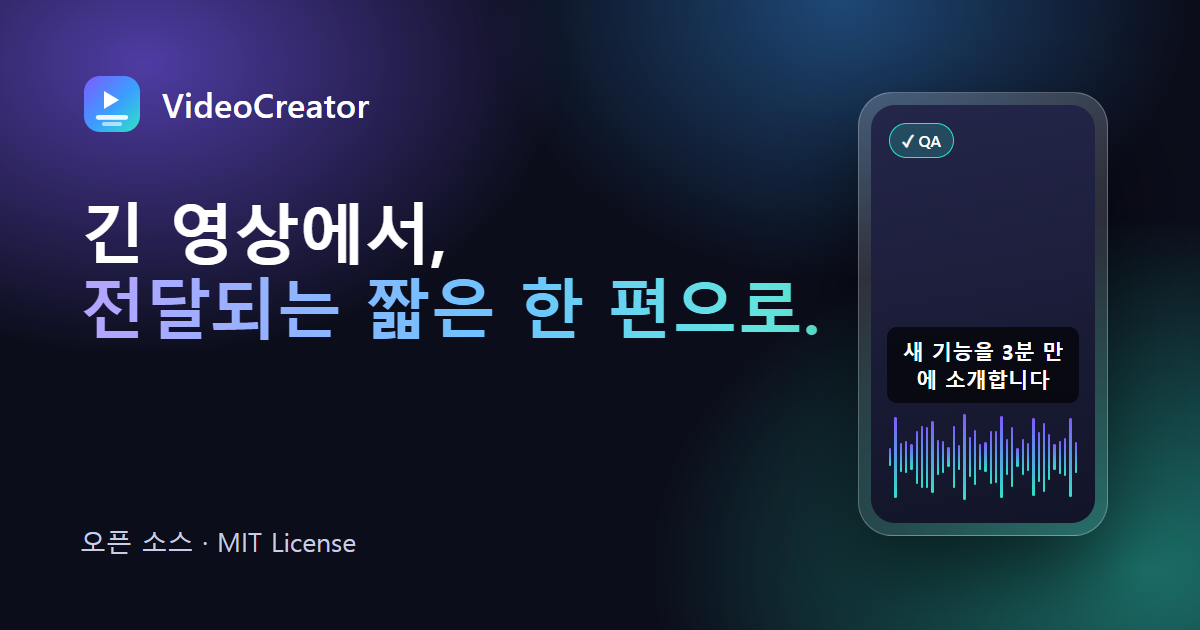 VideoCreator
긴 영상에서,
전달되는 짧은 한 편으로.
오픈 소스 · MIT License
✓ QA
새 기능을 3분 만
에 소개합니다